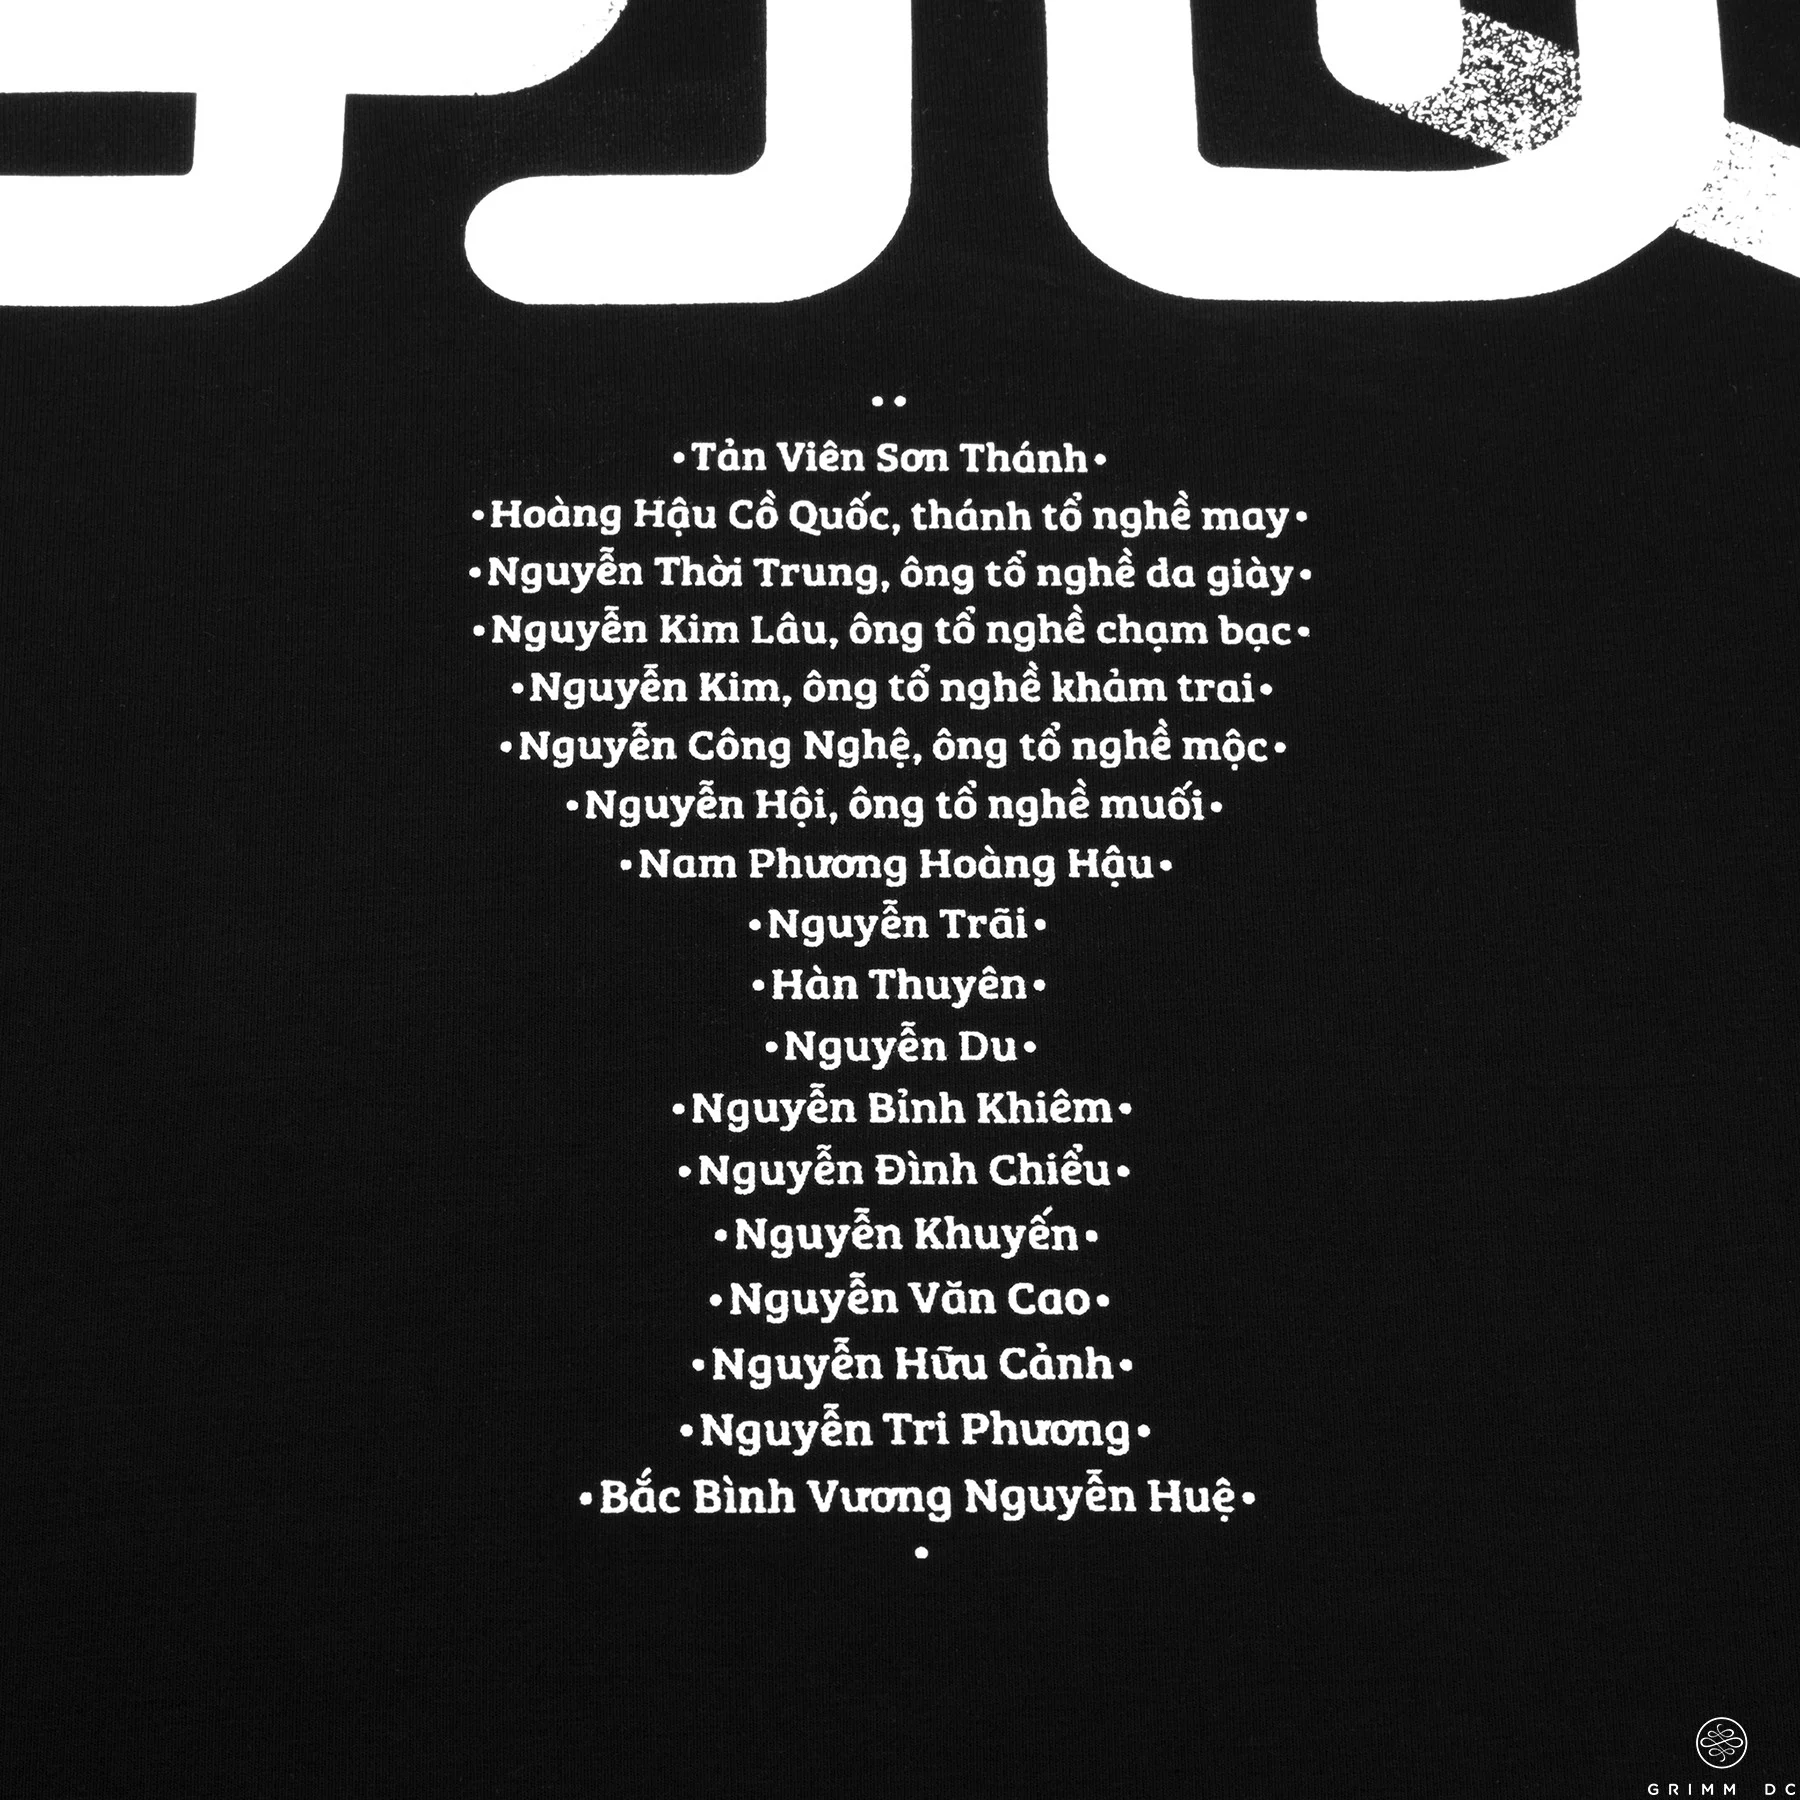 •Tản Viên Sơn Thánh•
•Hoàng Hậu Cồ Quốc, thánh tổ nghề may•
•Nguyễn Thời Trung, ông tổ nghề da giày•
•Nguyễn Kim Lâu, ông tổ nghề chạm bạc•
•Nguyễn Kim, ông tổ nghề khảm trai•
•Nguyễn Công Nghệ, ông tổ nghề mộc•
•Nguyễn Hội, ông tổ nghề muối•
•Nam Phương Hoàng Hậu•
•Nguyễn Trãi•
•Hàn Thuyên•
•Nguyễn Du•
•Nguyễn Bỉnh Khiêm•
•Nguyễn Đình Chiểu•
•Nguyễn Khuyến•
•Nguyễn Văn Cao•
•Nguyễn Hữu Cảnh•
•Nguyễn Tri Phương•
•Bắc Bình Vương Nguyễn Huệ•
GRIMM DC